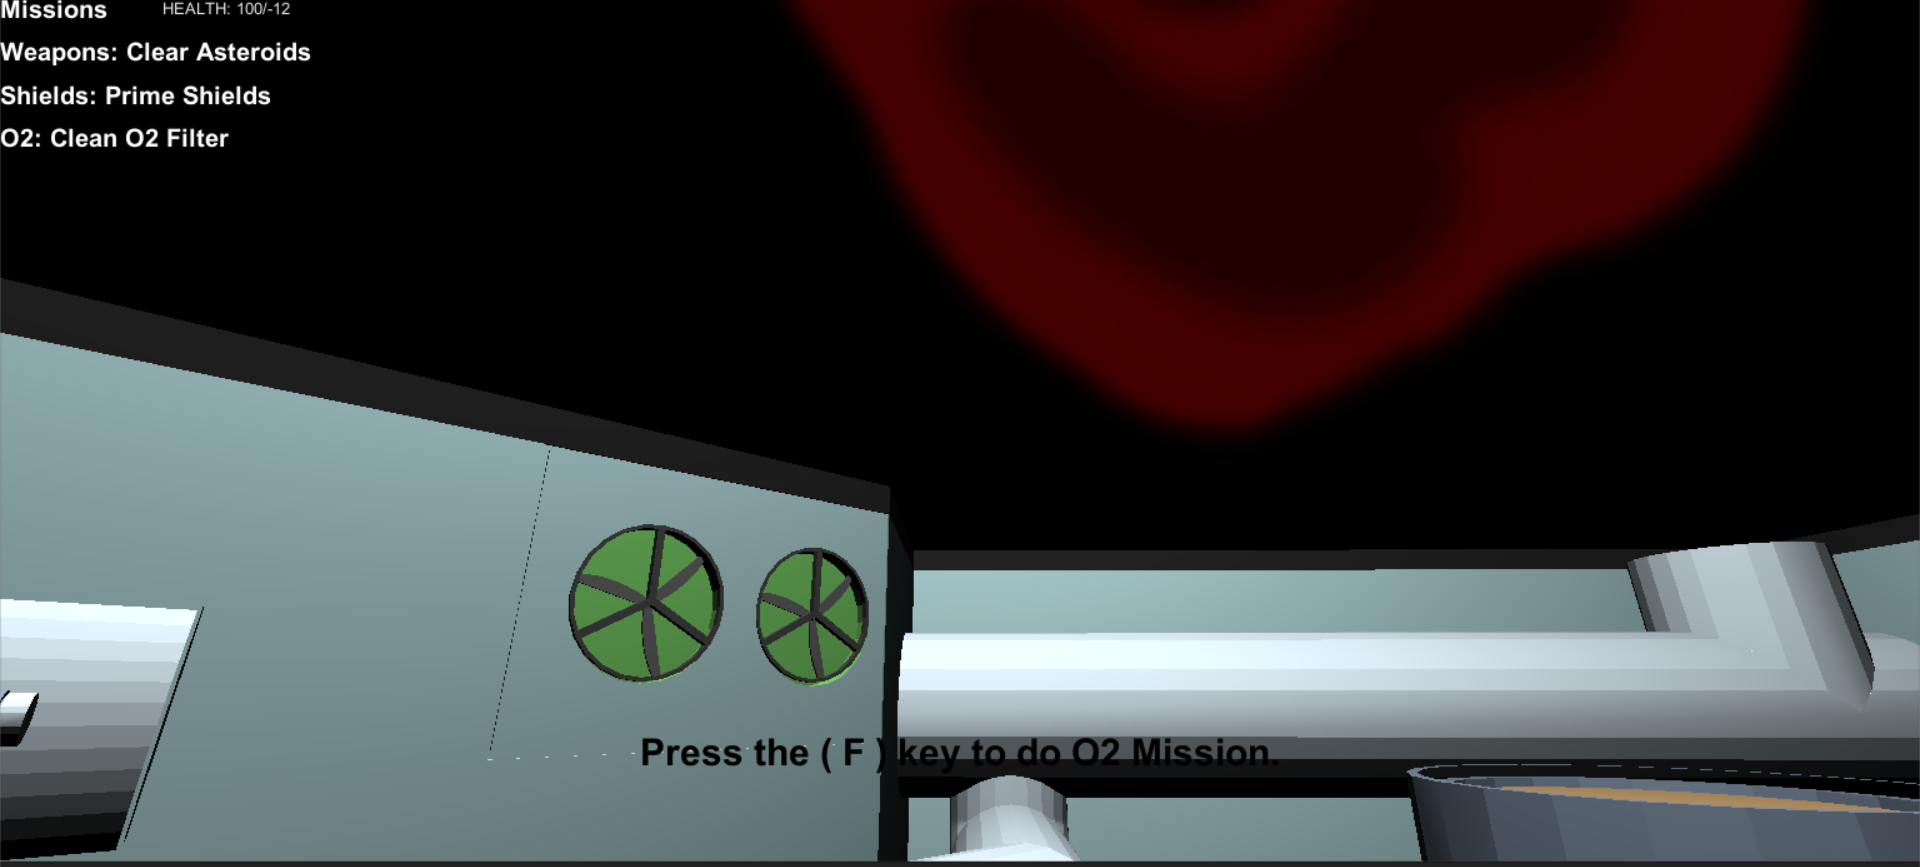 Missions
HEALTH: 100/-12
Weapons: Clear Asteroids
Shields: Prime Shields
O2: Clean O2 Filter
Press the ( F ) key to do O2 Mission.